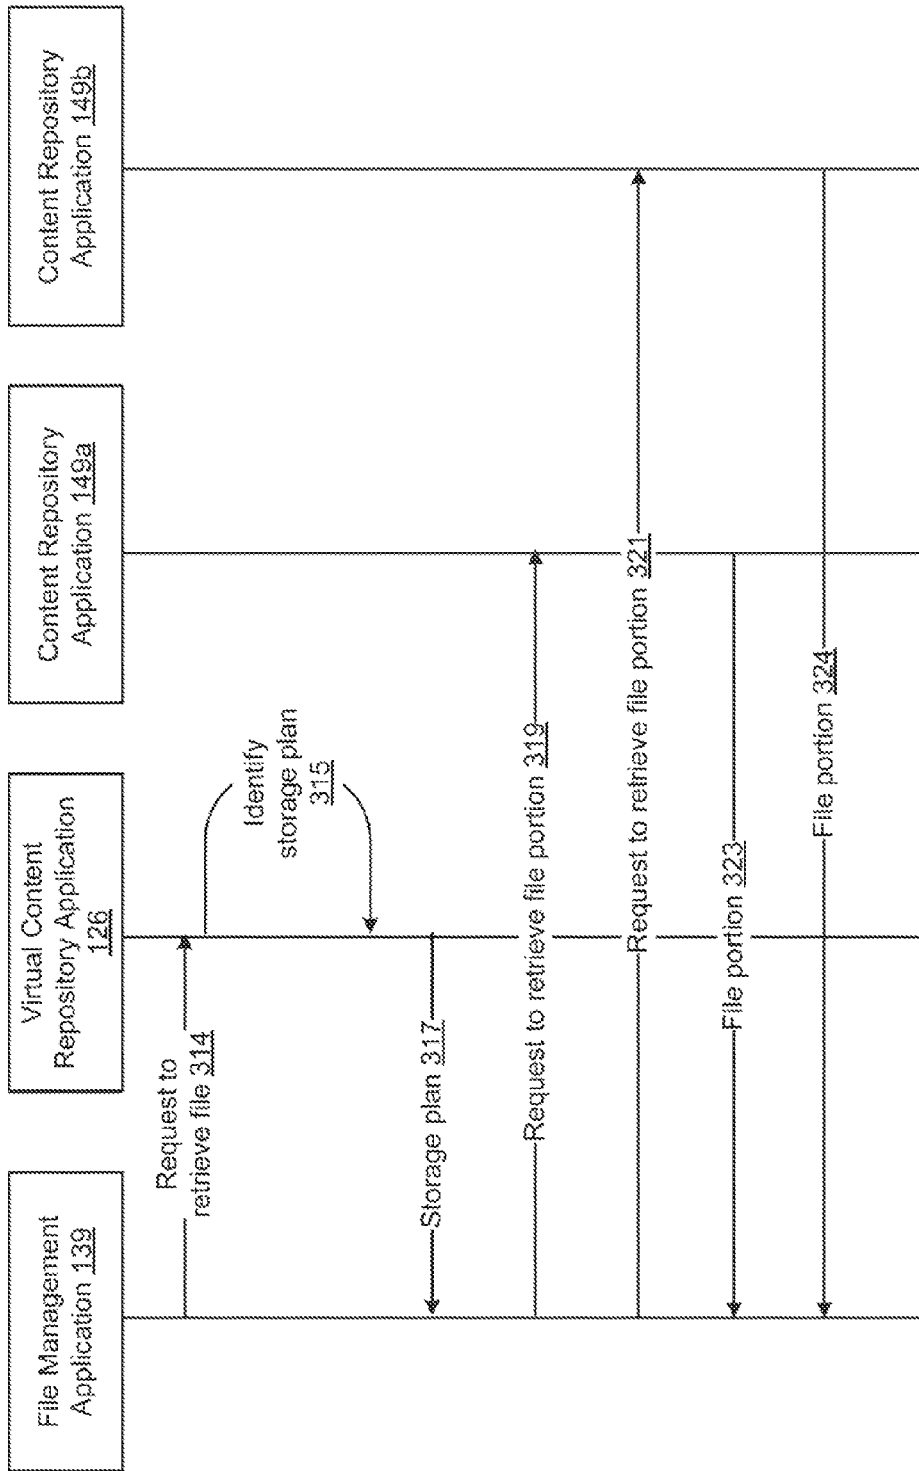 File Management
Application 139
Virtual Content
Repository Application
126
Content Repository
Application 149a
Content Repository
Application 149b
Request to
retrieve file 314
Identify
storage plan
315
Storage plan 317
Request to retrieve file portion 319
Request to retrieve file portion 321
File portion 323
File portion 324